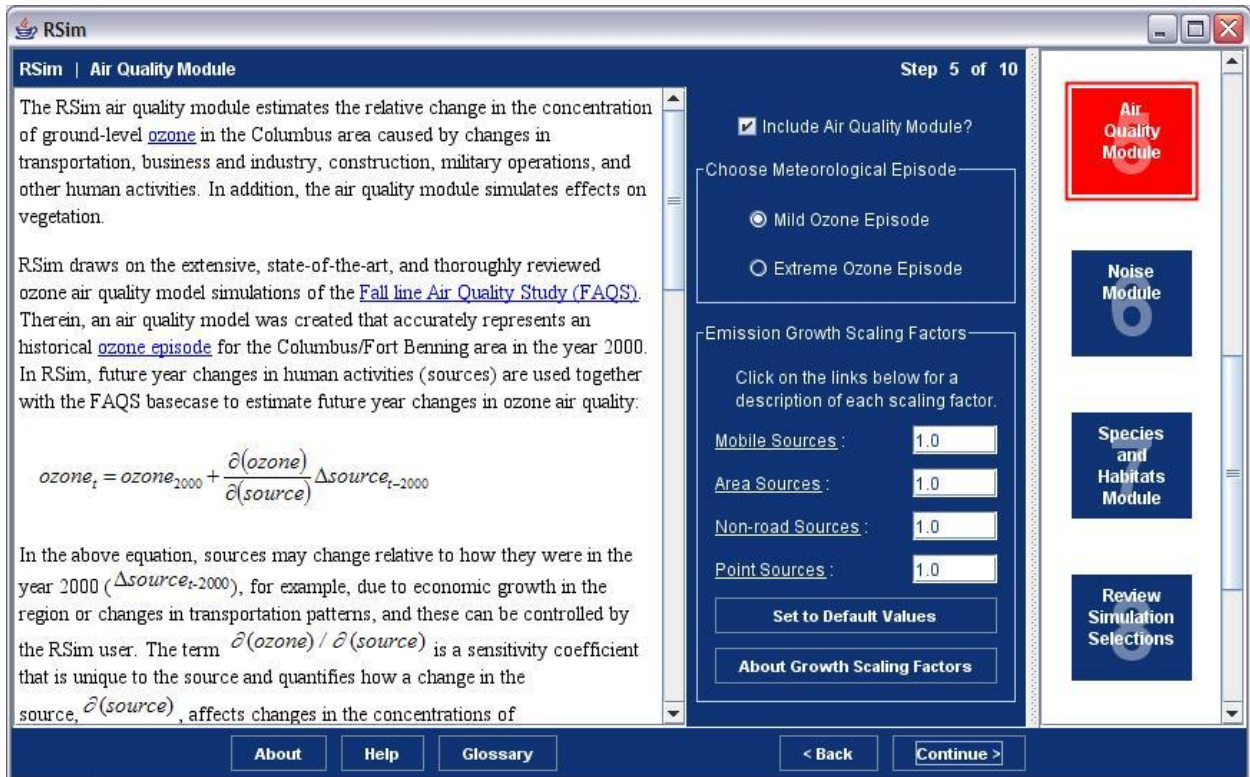 RSim
RSim | Air Quality Module
Step 5 of 10
The RSim air quality module estimates the relative change in the concentration
of ground-level ozone in the Columbus area caused by changes in
transportation, business and industry, construction, military operations, and
other human activities. In addition, the air quality module simulates effects on
vegetation.
RSim draws on the extensive, state-of-the-art, and thoroughly reviewed
ozone air quality model simulations of the Fall line Air Quality Study (FAQS).
Therein, an air quality model was created that accurately represents an
historical ozone episode for the Columbus/Fort Benning area in the year 2000.
In RSim, future year changes in human activities (sources) are used together
with the FAQS basecase to estimate future year changes in ozone air quality:
ozone_t = ozone_2000 + ∂(ozone)/∂(source) Δsource_t-2000
In the above equation, sources may change relative to how they were in the
year 2000 (Δsource_t-2000), for example, due to economic growth in the
region or changes in transportation patterns, and these can be controlled by
the RSim user. The term ∂(ozone) / ∂(source) is a sensitivity coefficient
that is unique to the source and quantifies how a change in the
source, ∂(source) , affects changes in the concentrations of
Include Air Quality Module?
Choose Meteorological Episode
Mild Ozone Episode
Extreme Ozone Episode
Emission Growth Scaling Factors
Click on the links below for a
description of each scaling factor.
Mobile Sources : 1.0
Area Sources : 1.0
Non-road Sources : 1.0
Point Sources : 1.0
Set to Default Values
About Growth Scaling Factors
5
Air
Quality
Module
6
Noise
Module
7
Species
and
Habitats
Module
8
Review
Simulation
Selections
About
Help
Glossary
< Back
Continue >